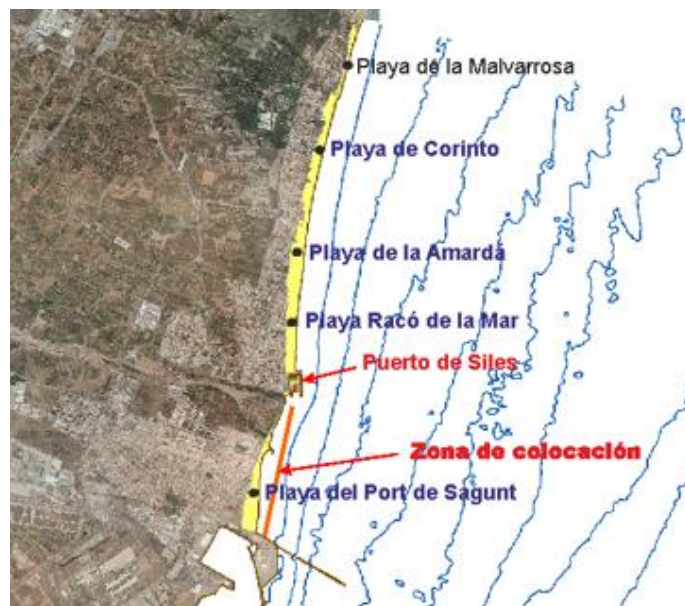 Playa de la Malvarrosa
Playa de Corinto
Playa de la Amarda
Playa Racó de la Mar
Puerto de Siles
Zona de colocación
Playa del Port de Sagunt